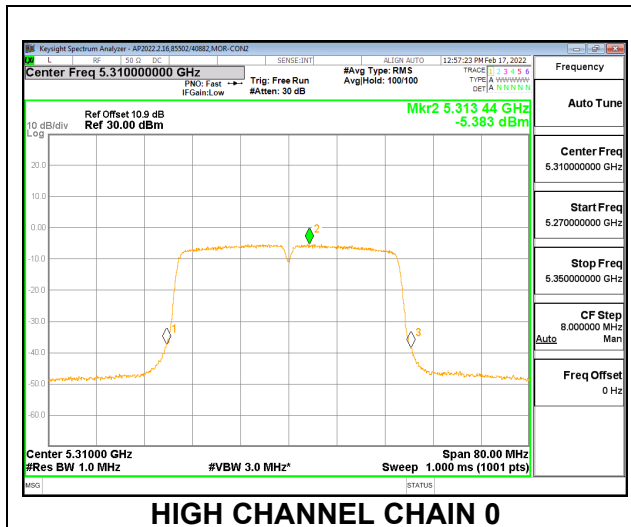 Keysight Spectrum Analyzer - AP2022.2.16,85502/40882,MOR-CON2
L RF 50 Ω DC SENSE:INT ALIGN AUTO 12:57:23 PM Feb 17, 2022
Center Freq 5.310000000 GHz
PNO: Fast
IFGain:Low
Trig: Free Run
#Atten: 30 dB
#Avg Type: RMS
Avg|Hold: 100/100
TRACE 1 2 3 4 5 6
TYPE A WWWWW
DET A N N N N N
Frequency
Auto Tune
Center Freq
5.310000000 GHz
Start Freq
5.270000000 GHz
Stop Freq
5.350000000 GHz
CF Step
8.000000 MHz
Auto Man
Freq Offset
0 Hz
Mkr2 5.313 44 GHz
-5.383 dBm
Ref Offset 10.9 dB
10 dB/div Ref 30.00 dBm
Log
20.0
10.0
0.00
-10.0
-20.0
-30.0
-40.0
-50.0
-60.0
1
2
3
Center 5.31000 GHz Span 80.00 MHz
#Res BW 1.0 MHz #VBW 3.0 MHz* Sweep 1.000 ms (1001 pts)
MSG STATUS
HIGH CHANNEL CHAIN 0